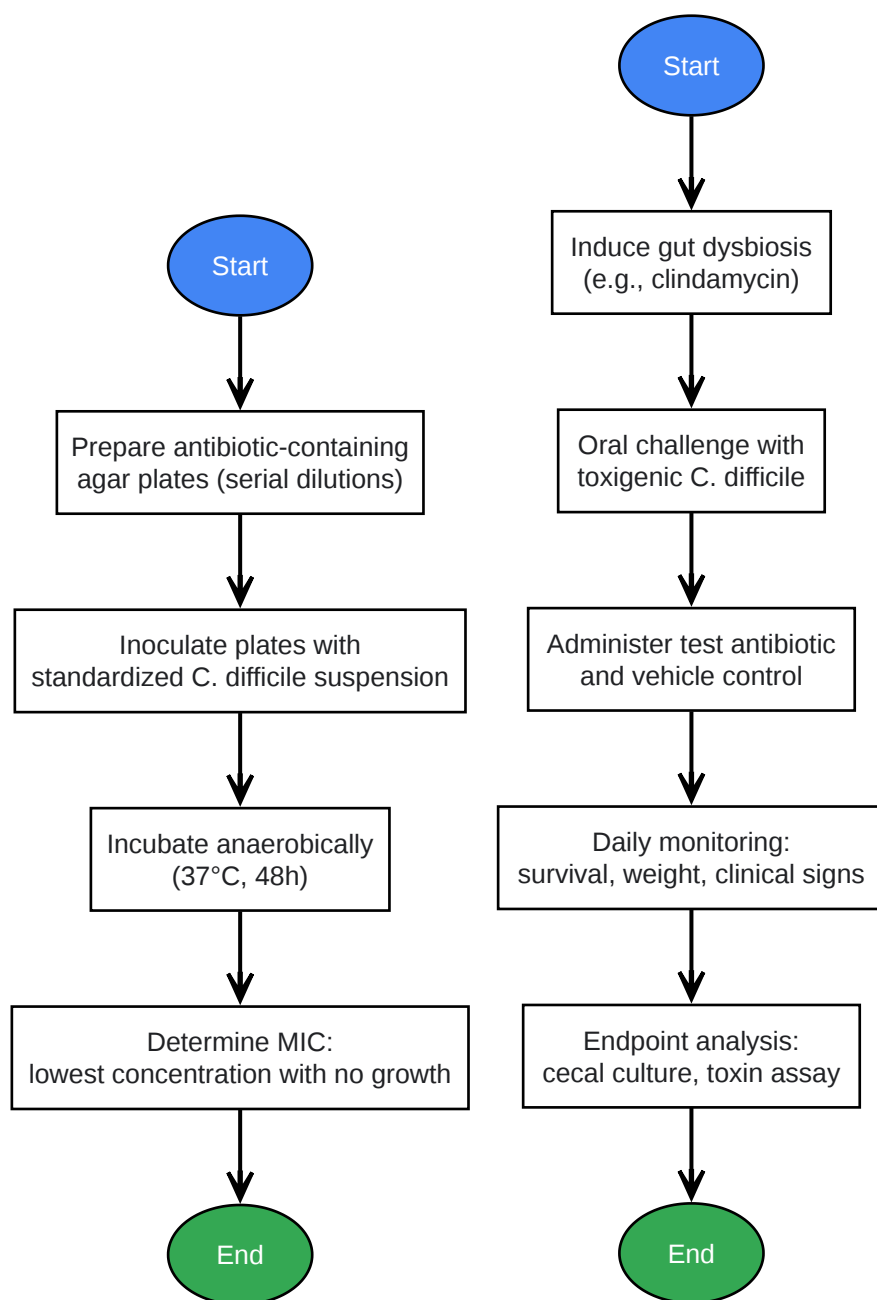 Start
Prepare antibiotic-containing
agar plates (serial dilutions)
Inoculate plates with
standardized C. difficile suspension
Incubate anaerobically
(37°C, 48h)
Determine MIC:
lowest concentration with no growth
End
Start
Induce gut dysbiosis
(e.g., clindamycin)
Oral challenge with
toxigenic C. difficile
Administer test antibiotic
and vehicle control
Daily monitoring:
survival, weight, clinical signs
Endpoint analysis:
cecal culture, toxin assay
End